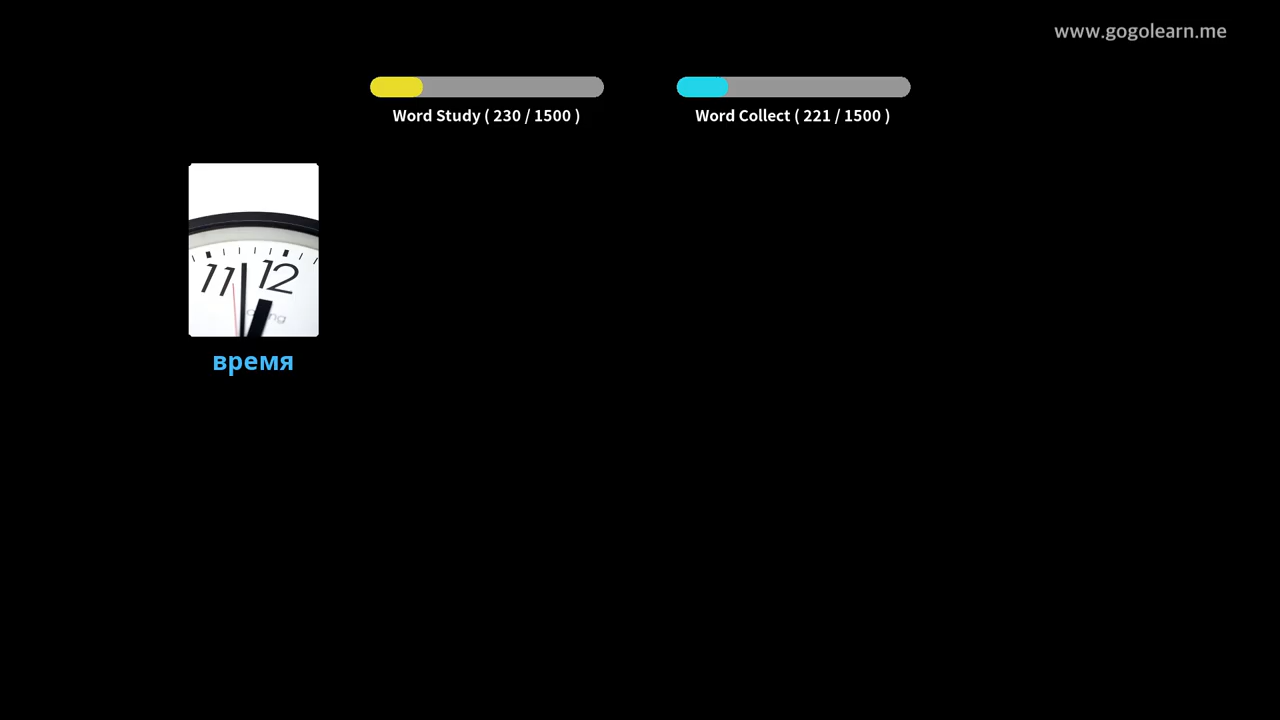 www.gogolearn.me
Word Study ( 230 / 1500 )
Word Collect ( 221 / 1500 )
11 12
время